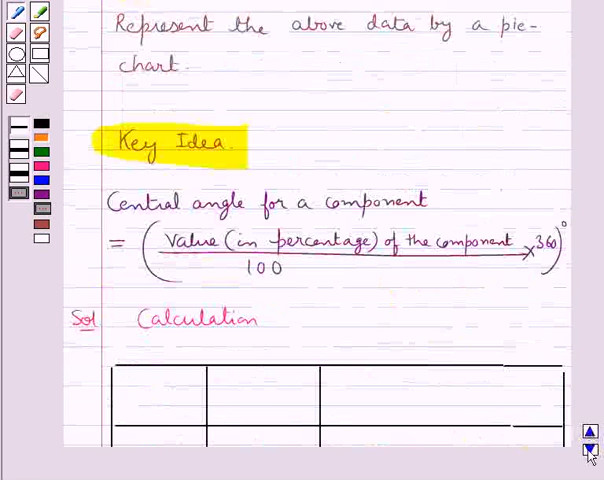 Represent the above data by a pie-
chart.
Key Idea.
Central angle for a component
= ( Value (in percentage) of the component / 100 × 360 )°
Sol Calculation